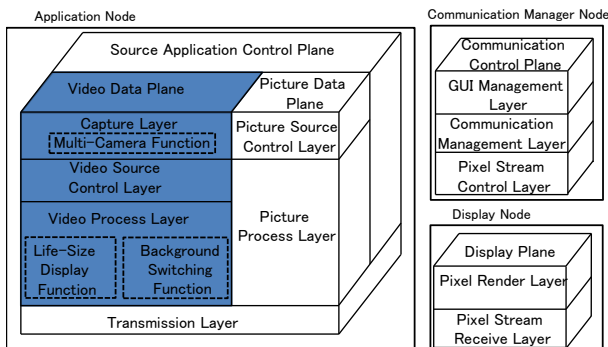 Application Node
Source Application Control Plane
Video Data Plane
Picture Data
Plane
Capture Layer
Multi-Camera Function
Picture Source
Control Layer
Video Source
Control Layer
Video Process Layer
Life-Size
Display
Function
Background
Switching
Function
Picture
Process Layer
Transmission Layer
Communication Manager Node
Communication
Control Plane
GUI Management
Layer
Communication
Management Layer
Pixel Stream
Control Layer
Display Node
Display Plane
Pixel Render Layer
Pixel Stream
Receive Layer